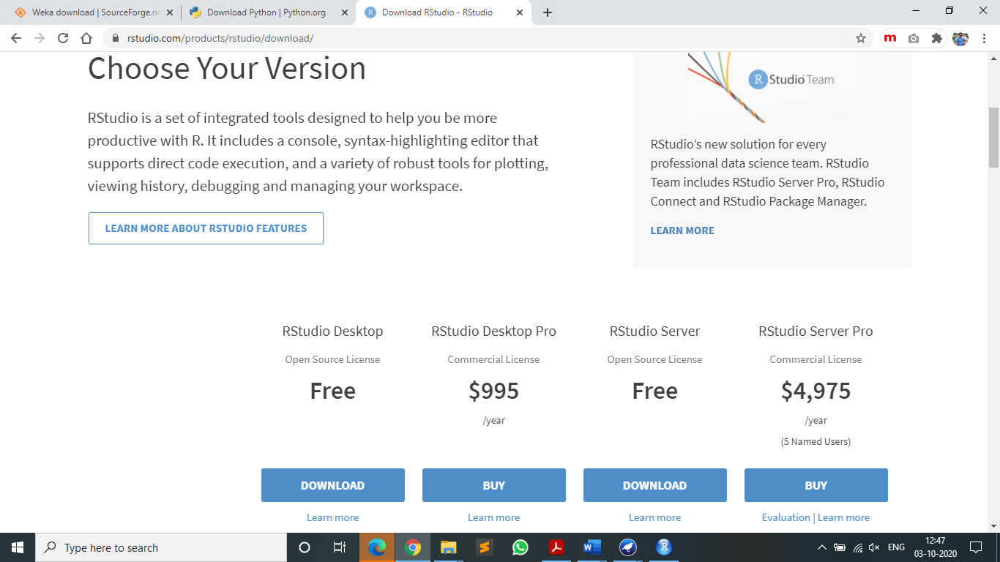 Weka download | SourceForge.ne
Download Python | Python.org
Download RStudio - RStudio
rstudio.com/products/rstudio/download/
m
Choose Your Version
RStudio is a set of integrated tools designed to help you be more
productive with R. It includes a console, syntax-highlighting editor that
supports direct code execution, and a variety of robust tools for plotting,
viewing history, debugging and managing your workspace.
LEARN MORE ABOUT RSTUDIO FEATURES
R Studio Team
RStudio’s new solution for every
professional data science team. RStudio
Team includes RStudio Server Pro, RStudio
Connect and RStudio Package Manager.
LEARN MORE
RStudio Desktop
Open Source License
Free
DOWNLOAD
Learn more
RStudio Desktop Pro
Commercial License
$995
/year
BUY
Learn more
RStudio Server
Open Source License
Free
DOWNLOAD
Learn more
RStudio Server Pro
Commercial License
$4,975
/year
(5 Named Users)
BUY
Evaluation | Learn more
Type here to search
ENG
12:47
03-10-2020